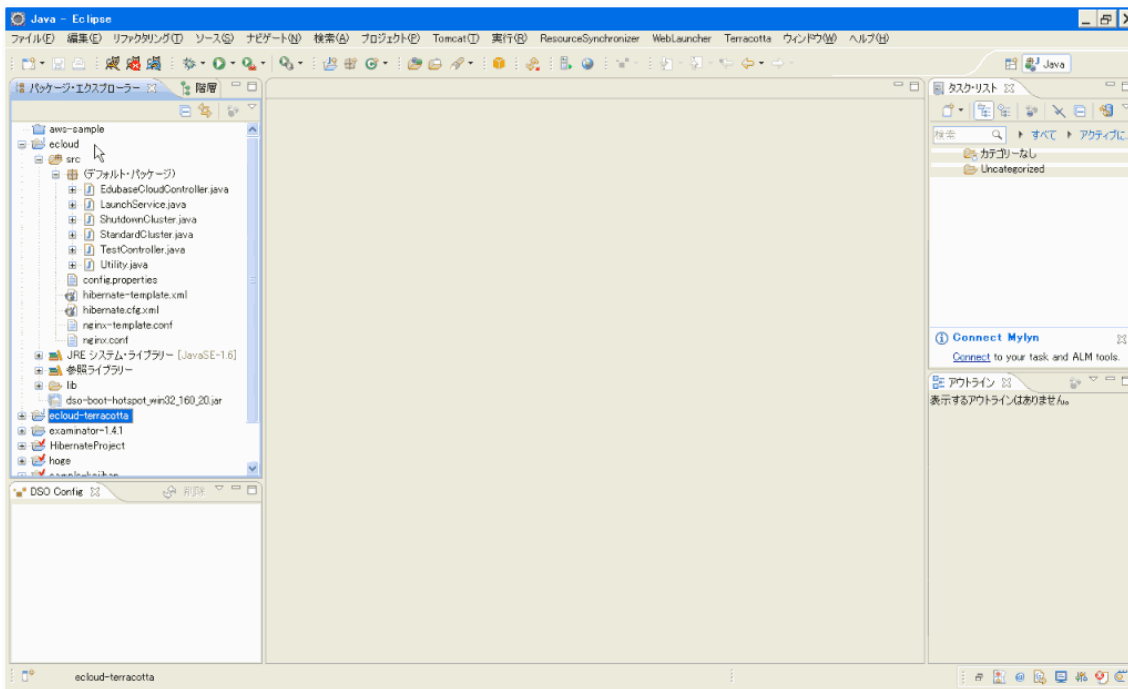 Java - Eclipse
ファイル(F) 編集(E) リファクタリング(T) ソース(S) ナビゲート(N) 検索(A) プロジェクト(P) Tomcat(T) 実行(R) ResourceSynchronizer WebLauncher Terracotta ウィンドウ(W) ヘルプ(H)
Java
パッケージ・エクスプローラー 階層
タスク・リスト
検索 すべて アクティブに...
カテゴリーなし
Uncategorized
aws-sample
ecloud
src
(デフォルト・パッケージ)
EdubaseCloudController.java
LaunchService.java
ShutdownCluster.java
StandardCluster.java
TestController.java
Utility.java
config.properties
hibernate-template.xml
hibernate.cfg.xml
nginx-template.conf
nginx.conf
JRE システム・ライブラリー [JavaSE-1.6]
参照ライブラリー
lib
dso-boot-hotspot_win32_160_20.jar
ecloud-terracotta
examinator-1.4.1
HibernateProject
hoge
Connect Mylyn
Connect to your task and ALM tools.
アウトライン
表示するアウトラインはありません。
DSO Config 削除
ecloud-terracotta